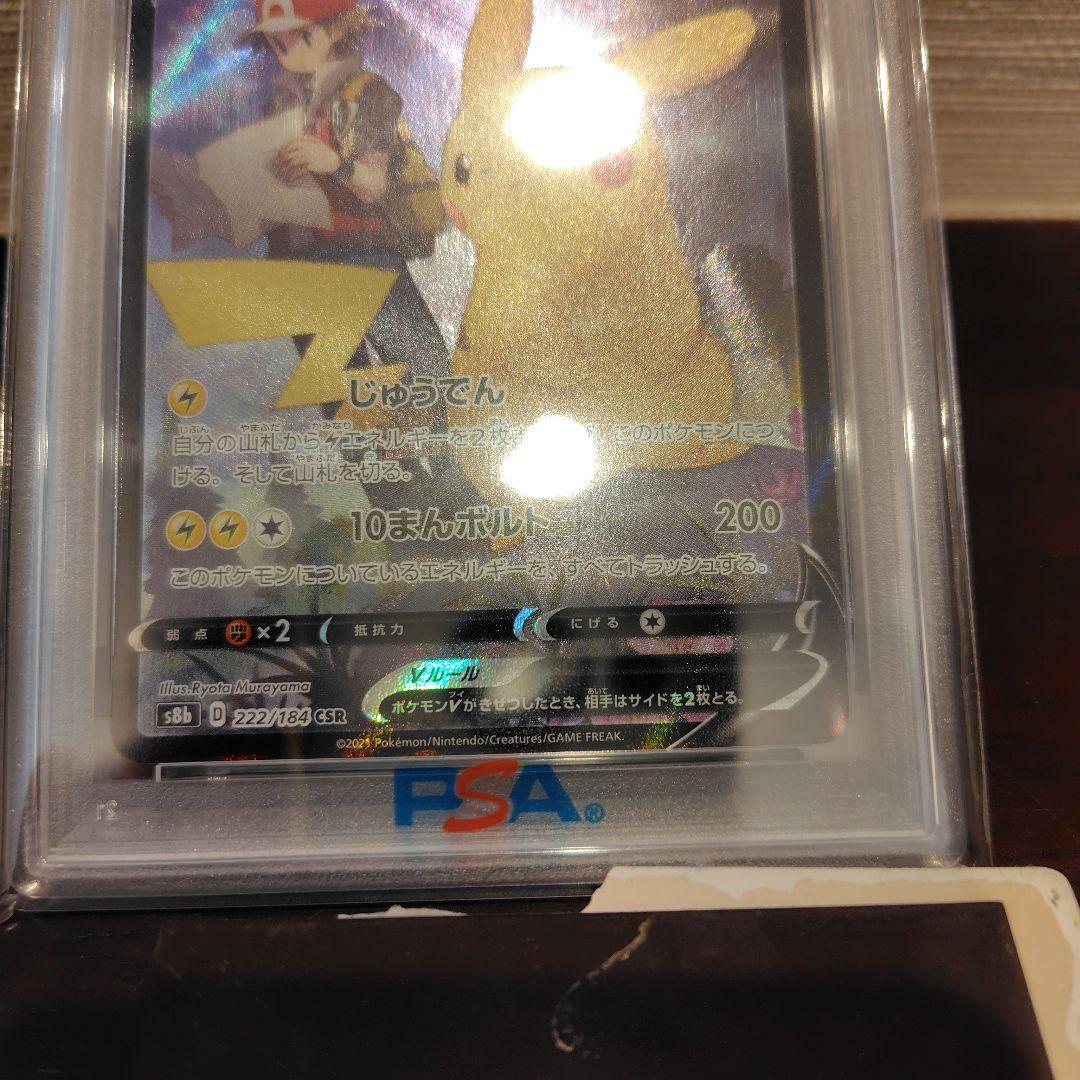 P
じゅうでん
自分の山札からエネルギーを2枚 このポケモンにつ
ける。そして山札を切る。
10まんボルト 200
このポケモンについているエネルギーを、すべてトラッシュする。
弱点 ×2 抵抗力 にげる
Vルール
ポケモンVがきぜつしたとき、相手はサイドを2枚とる。
Illus.Ryota Murayama
s8b D 222/184 CSR
©2021 Pokémon/Nintendo/Creatures/GAME FREAK.
PSA®